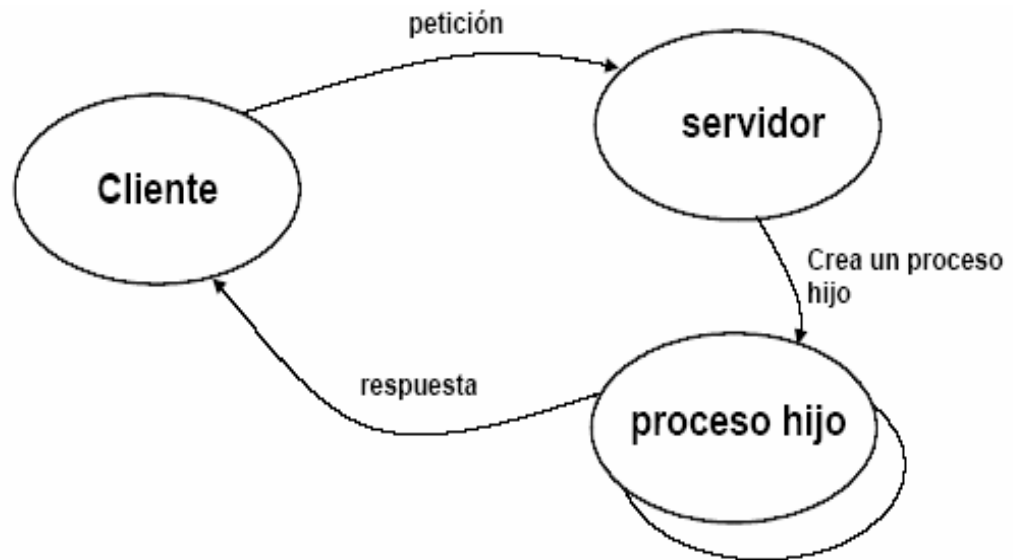 petición
servidor
Cliente
Crea un proceso
hijo
respuesta
proceso hijo